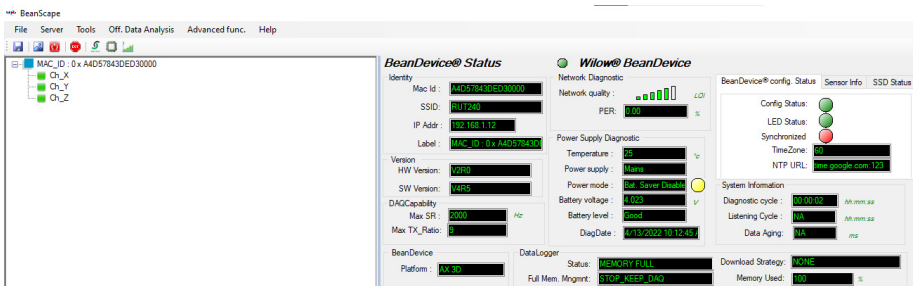 BeanScape
File Server Tools Off. Data Analysis Advanced func. Help
MAC_ID : 0 x A4D57843DED30000
Ch_X
Ch_Y
Ch_Z
BeanDevice® Status
Wilow® BeanDevice
Identity
Mac Id : A4D57843DED30000
SSID: RUT240
IP Addr : 192.168.1.12
Label : MAC_ID : 0 x A4D57843DE
Version
HW Version: V2R0
SW Version: V4R5
DAQCapability
Max SR : 2000 Hz
Max TX_Ratio: 9
BeanDevice
Platform : AX 3D
Network Diagnostic
Network quality : LQI
PER: 0.00 %
Power Supply Diagnostic
Temperature : 25 °c
Power supply : Mains
Power mode : Bat. Saver Disable
Battery voltage : 4.023 V
Battery level : Good
DiagDate : 4/13/2022 10:12:45
DataLogger
Status: MEMORY FULL
Full Mem. Mngmnt: STOP_KEEP_DAQ
Download Strategy: NONE
Memory Used: 100 %
BeanDevice® config. Status Sensor Info SSD Status
Config Status:
LED Status:
Synchronized
TimeZone: 60
NTP URL: time.google.com:123
System Information
Diagnostic cycle : 00:00:02 hh:mm:ss
Listening Cycle : NA hh:mm:ss
Data Aging: NA ms